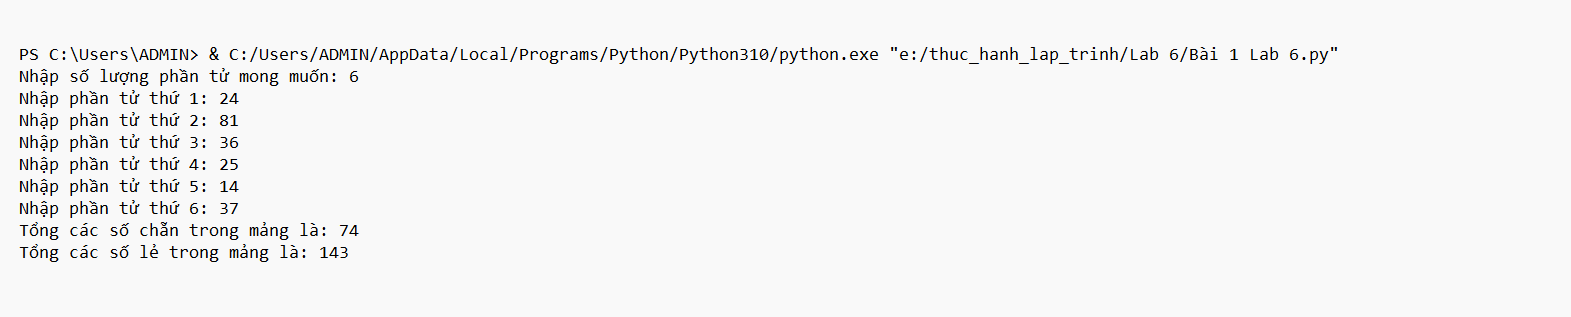 PS C:\Users\ADMIN> & C:/Users/ADMIN/AppData/Local/Programs/Python/Python310/python.exe "e:/thuc_hanh_lap_trinh/Lab 6/Bài 1 Lab 6.py"
Nhập số lượng phần tử mong muốn: 6
Nhập phần tử thứ 1: 24
Nhập phần tử thứ 2: 81
Nhập phần tử thứ 3: 36
Nhập phần tử thứ 4: 25
Nhập phần tử thứ 5: 14
Nhập phần tử thứ 6: 37
Tổng các số chẵn trong mảng là: 74
Tổng các số lẻ trong mảng là: 143